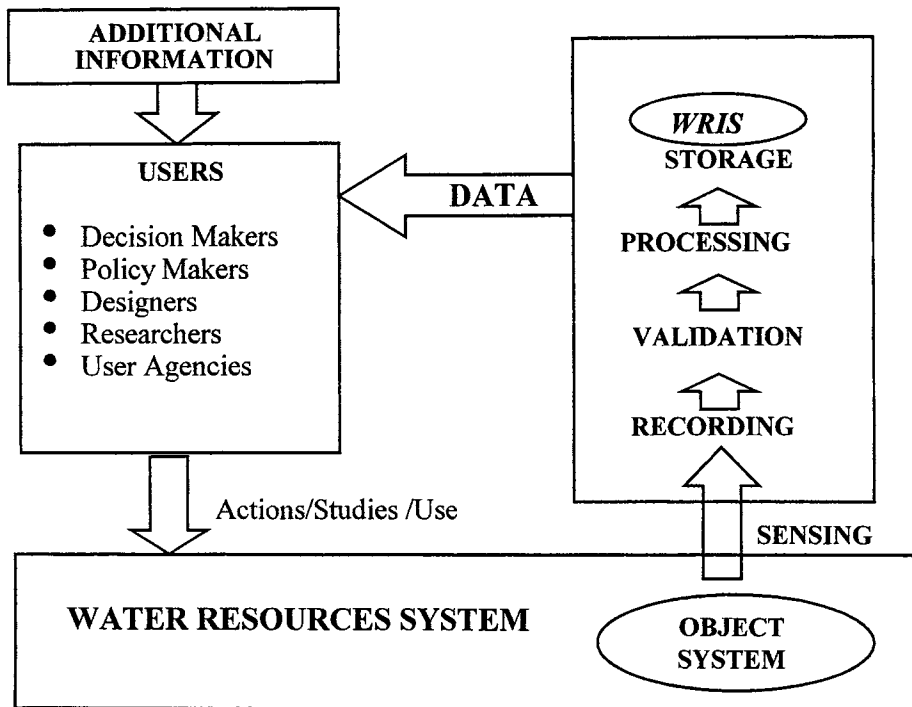 ADDITIONAL
INFORMATION
USERS
• Decision Makers
• Policy Makers
• Designers
• Researchers
• User Agencies
DATA
WRIS
STORAGE
PROCESSING
VALIDATION
RECORDING
SENSING
Actions/Studies /Use
WATER RESOURCES SYSTEM
OBJECT
SYSTEM